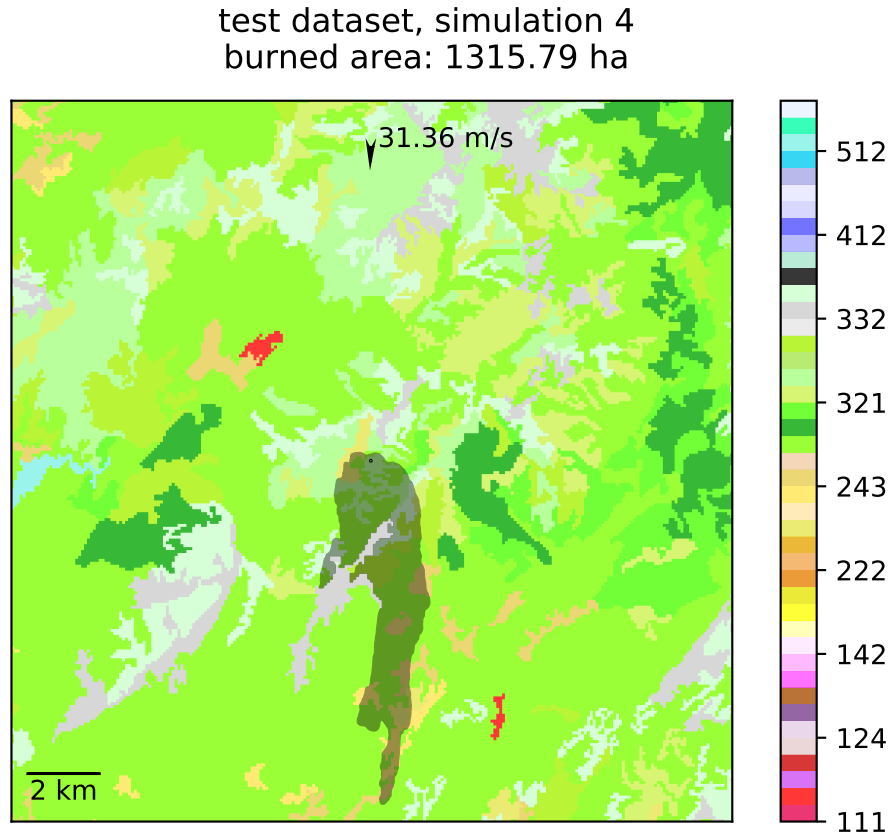 test dataset, simulation 4
burned area: 1315.79 ha
31.36 m/s
2 km
512
412
332
321
243
222
142
124
111